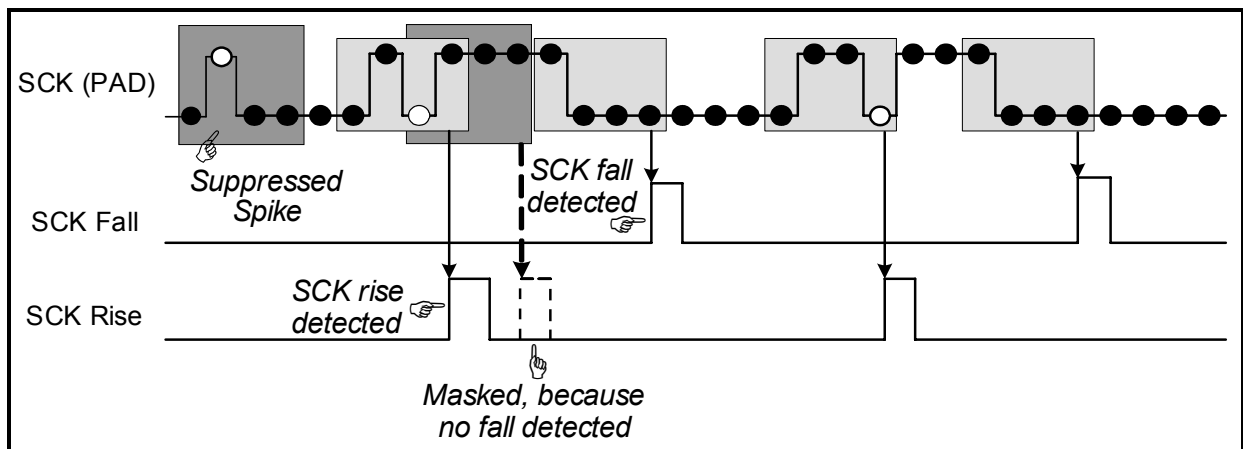 SCK (PAD)
Suppressed
Spike
SCK fall
detected
SCK Fall
SCK rise
detected
SCK Rise
Masked, because
no fall detected